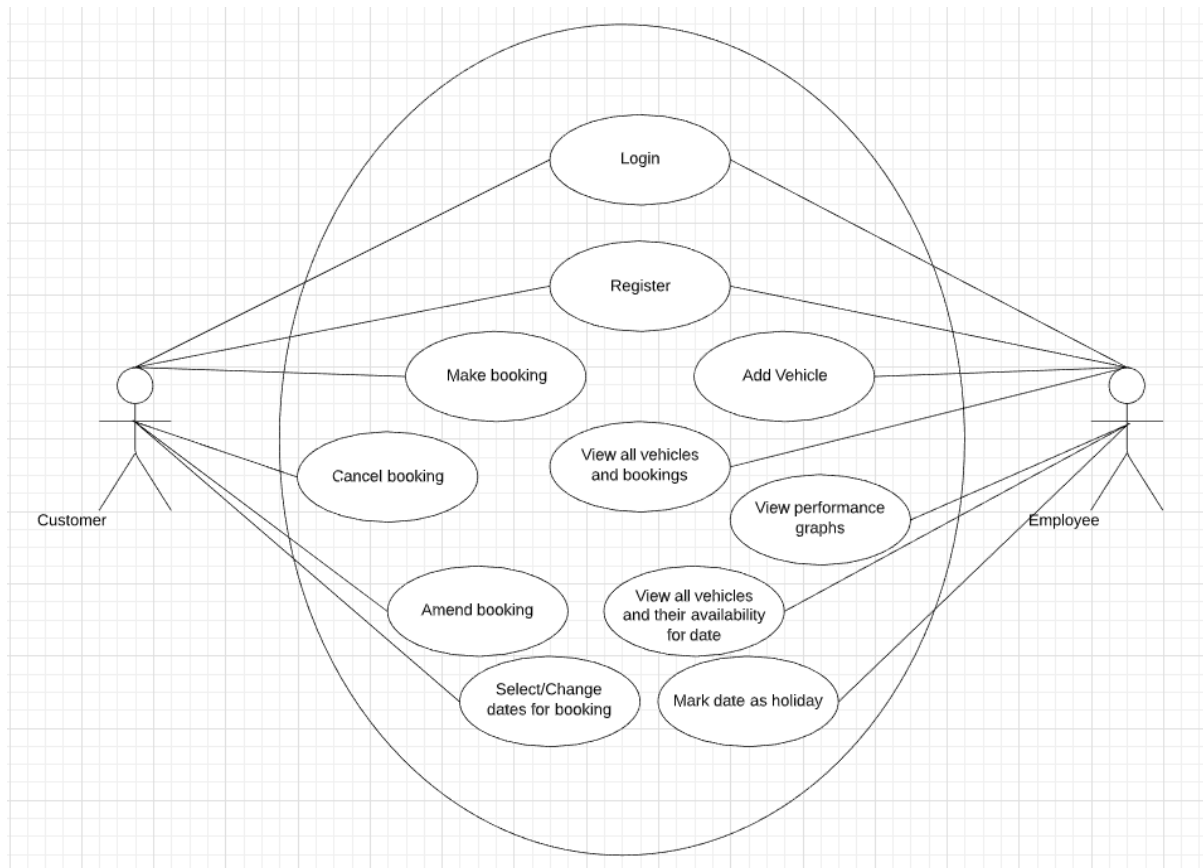 Login
Register
Make booking
Add Vehicle
View all vehicles
and bookings
Cancel booking
View performance
graphs
Customer
Employee
Amend booking
View all vehicles
and their availability
for date
Select/Change
dates for booking
Mark date as holiday